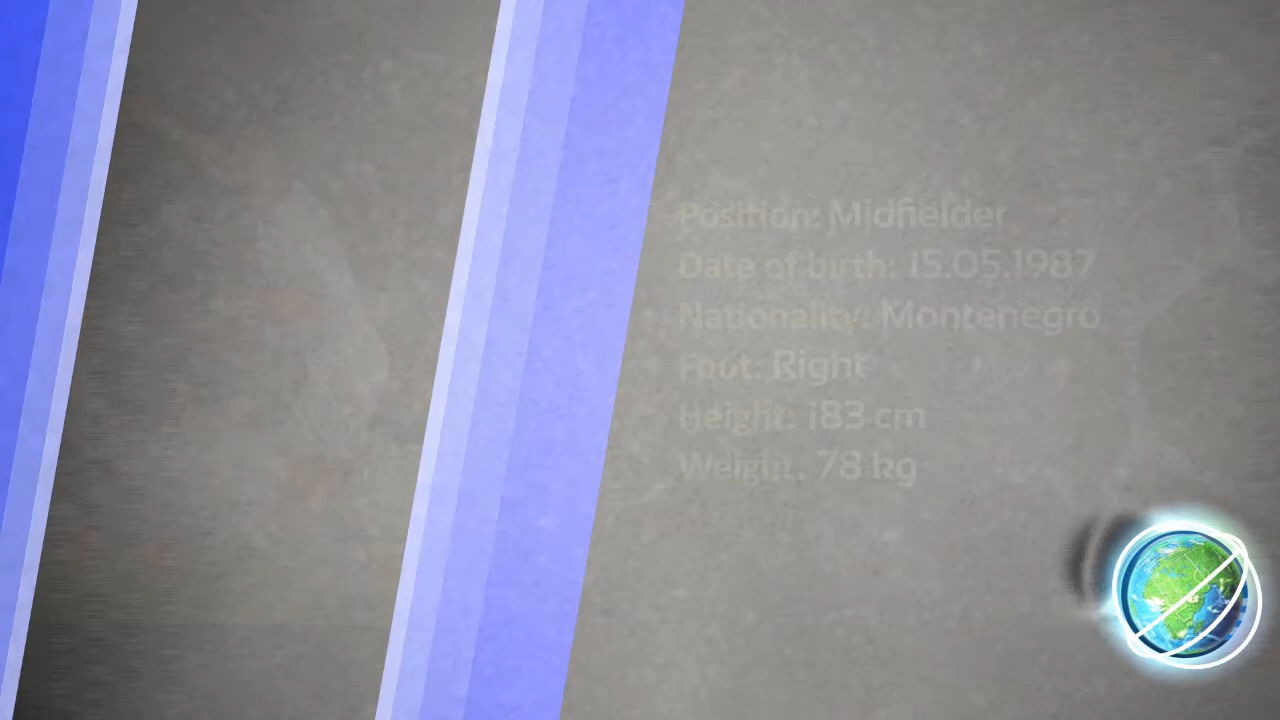 Position: Midfielder
Date of birth: 15.05.1987
Nationality: Montenegro
Foot: Right
Height: 183 cm
Weight: 78 kg